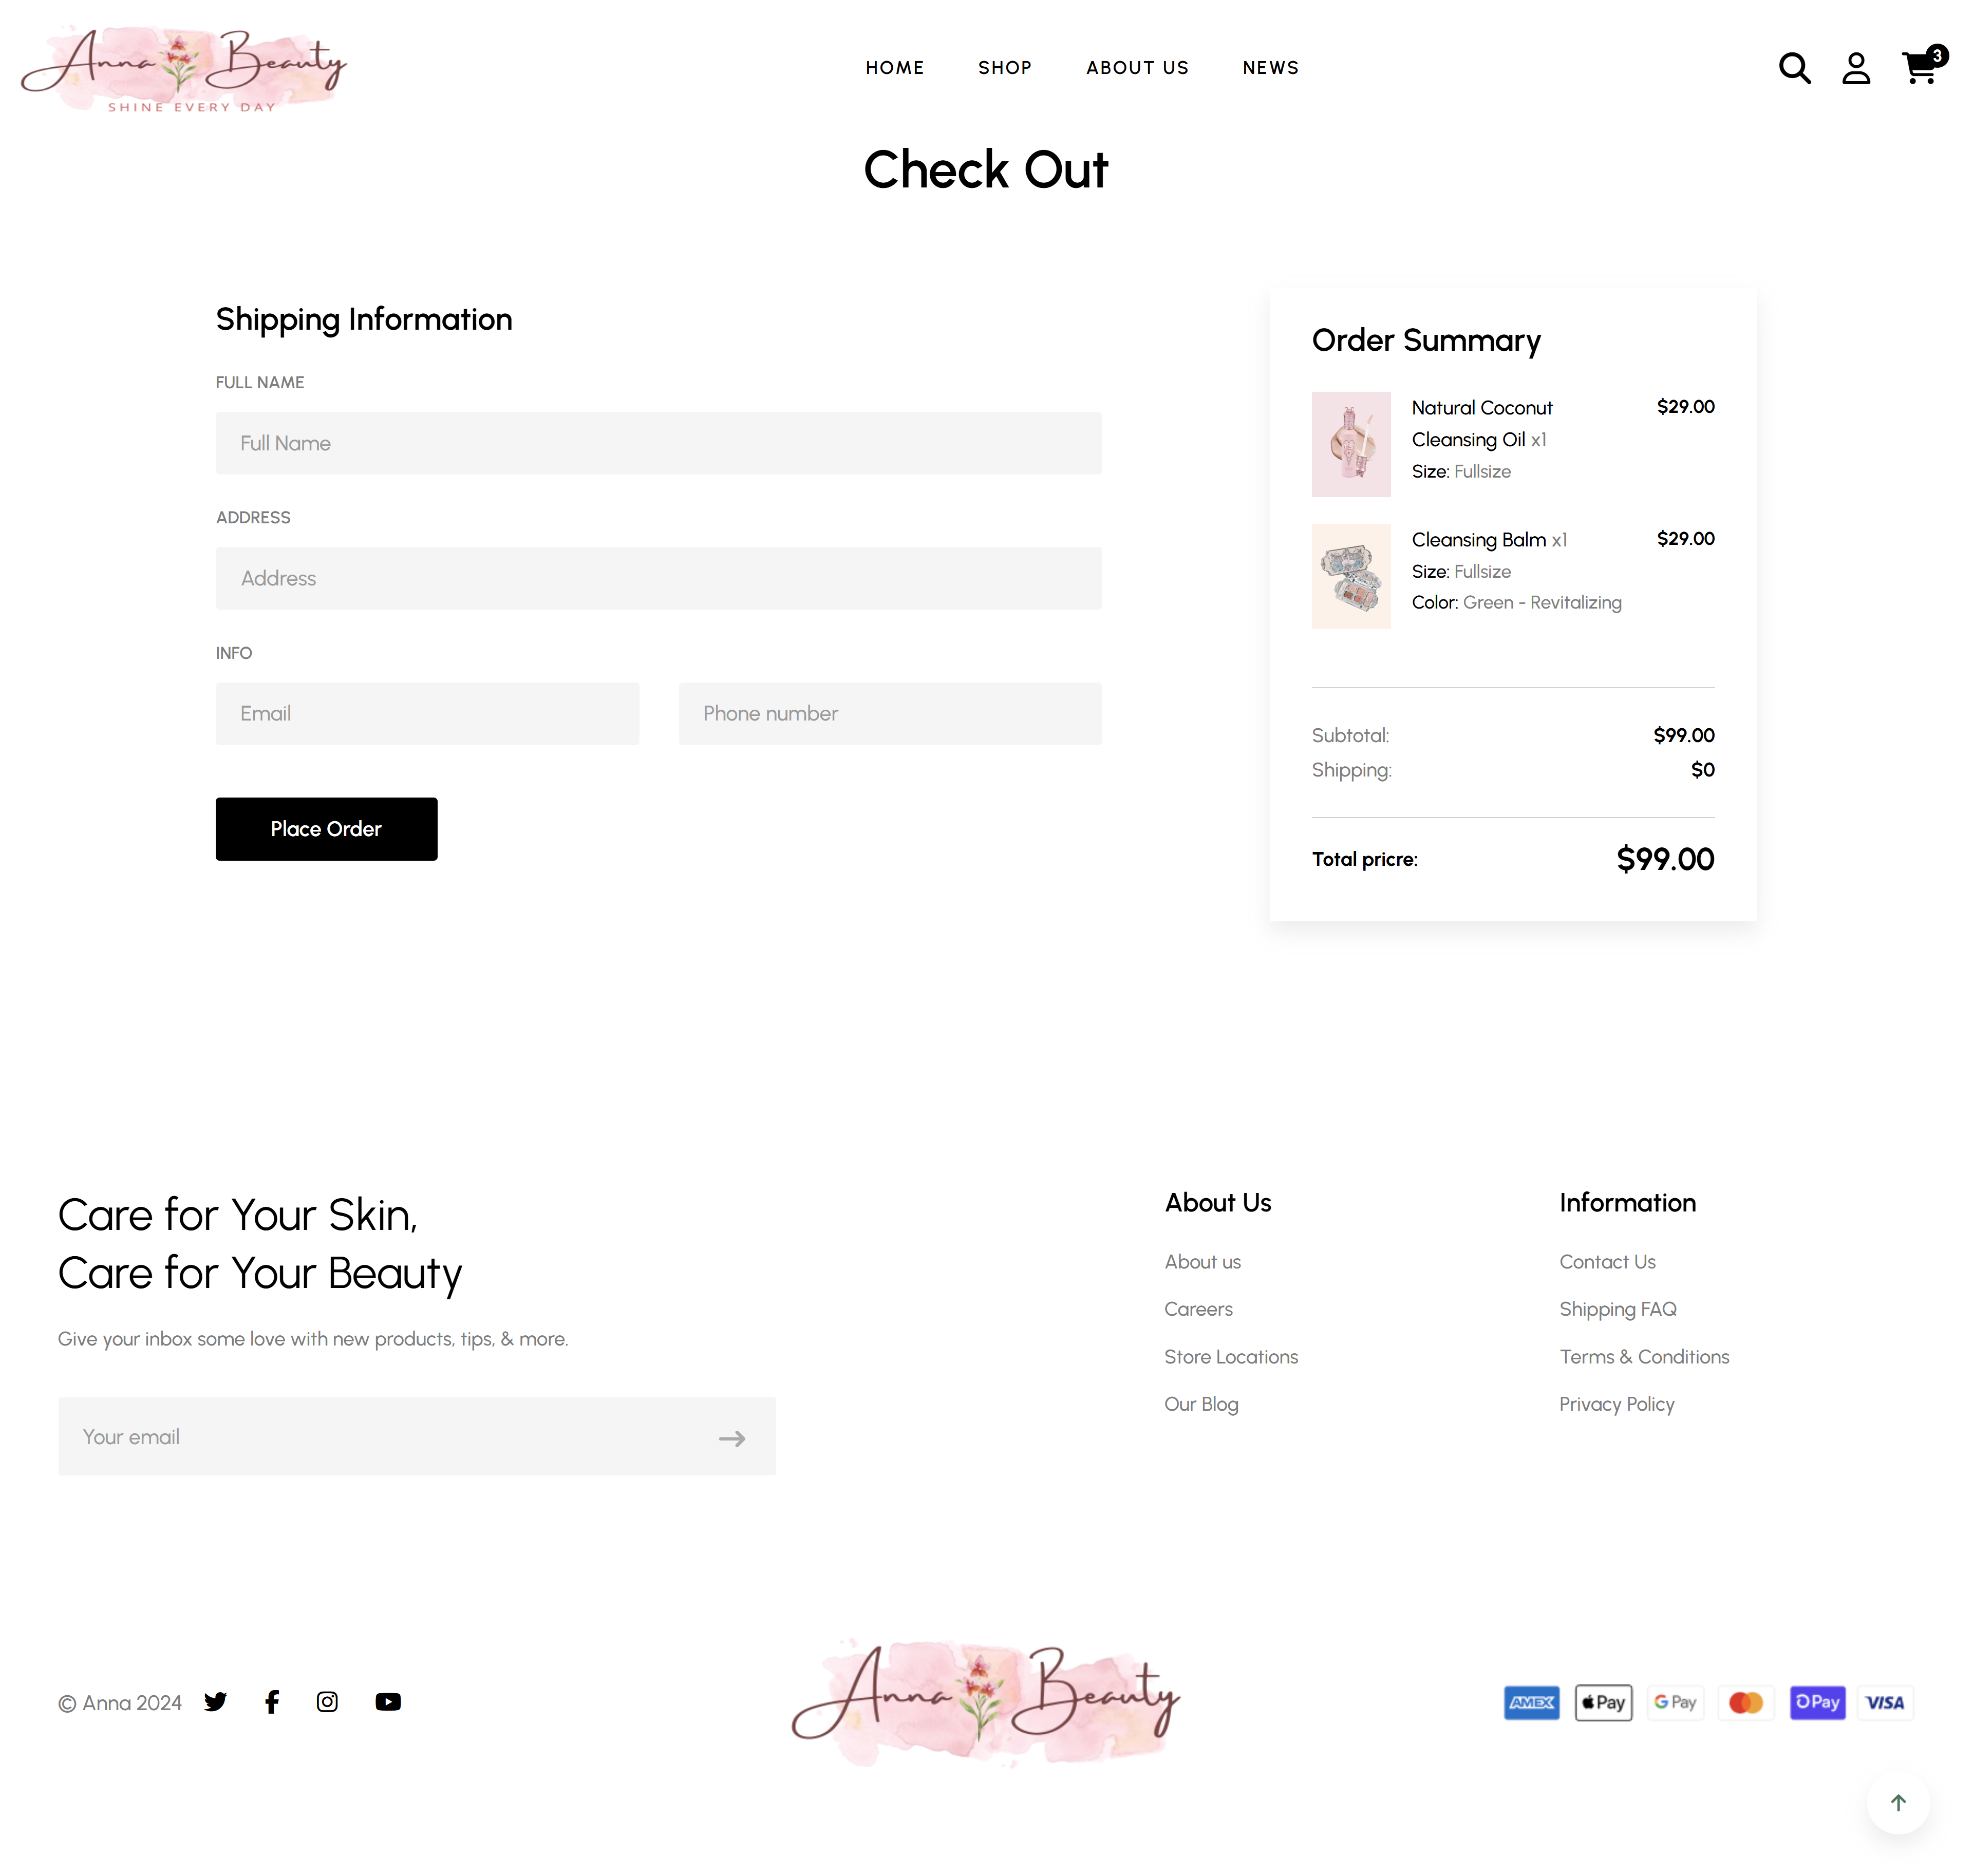 Anna Beauty
SHINE EVERY DAY
HOME SHOP ABOUT US NEWS
3
Check Out
Shipping Information
FULL NAME
Full Name
ADDRESS
Address
INFO
Email Phone number
Place Order
Order Summary
Natural Coconut $29.00
Cleansing Oil x1
Size: Fullsize
Cleansing Balm x1 $29.00
Size: Fullsize
Color: Green - Revitalizing
Subtotal: $99.00
Shipping: $0
Total pricre: $99.00
Care for Your Skin,
Care for Your Beauty
Give your inbox some love with new products, tips, & more.
Your email
About Us
About us
Careers
Store Locations
Our Blog
Information
Contact Us
Shipping FAQ
Terms & Conditions
Privacy Policy
© Anna 2024
Anna Beauty
AMEX Pay G Pay Pay VISA